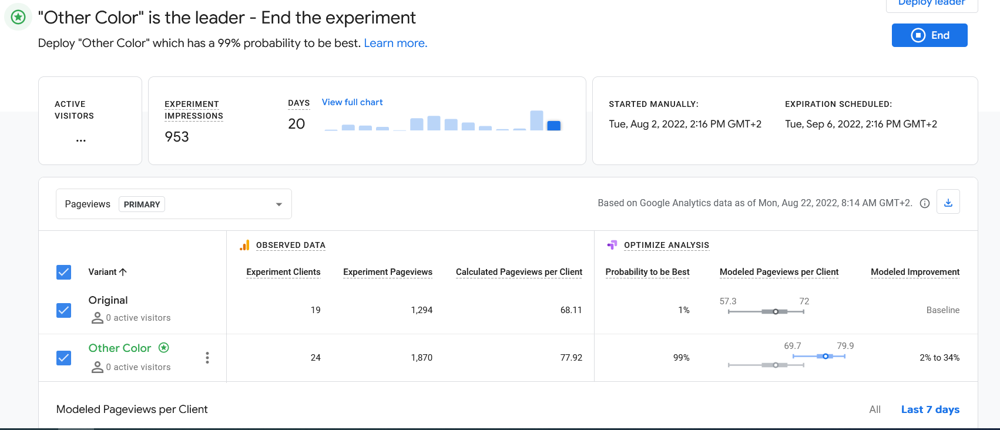 Deploy leader
"Other Color" is the leader - End the experiment
Deploy "Other Color" which has a 99% probability to be best. Learn more.
End
ACTIVE
VISITORS
...
EXPERIMENT
IMPRESSIONS
953
DAYS
20
View full chart
STARTED MANUALLY:
Tue, Aug 2, 2022, 2:16 PM GMT+2
EXPIRATION SCHEDULED:
Tue, Sep 6, 2022, 2:16 PM GMT+2
Pageviews PRIMARY
Based on Google Analytics data as of Mon, Aug 22, 2022, 8:14 AM GMT+2.
OBSERVED DATA
OPTIMIZE ANALYSIS
Variant Experiment Clients Experiment Pageviews Calculated Pageviews per Client Probability to be Best Modeled Pageviews per Client Modeled Improvement
Original
0 active visitors
19 1,294 68.11 1% 57.3 72 Baseline
Other Color
0 active visitors
24 1,870 77.92 99% 69.7 79.9 2% to 34%
Modeled Pageviews per Client
All Last 7 days